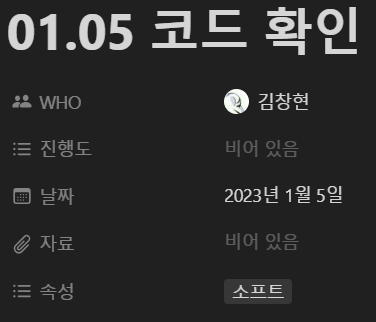 01.05 코드 확인
WHO 김창현
진행도 비어 있음
날짜 2023년 1월 5일
자료 비어 있음
속성 소프트